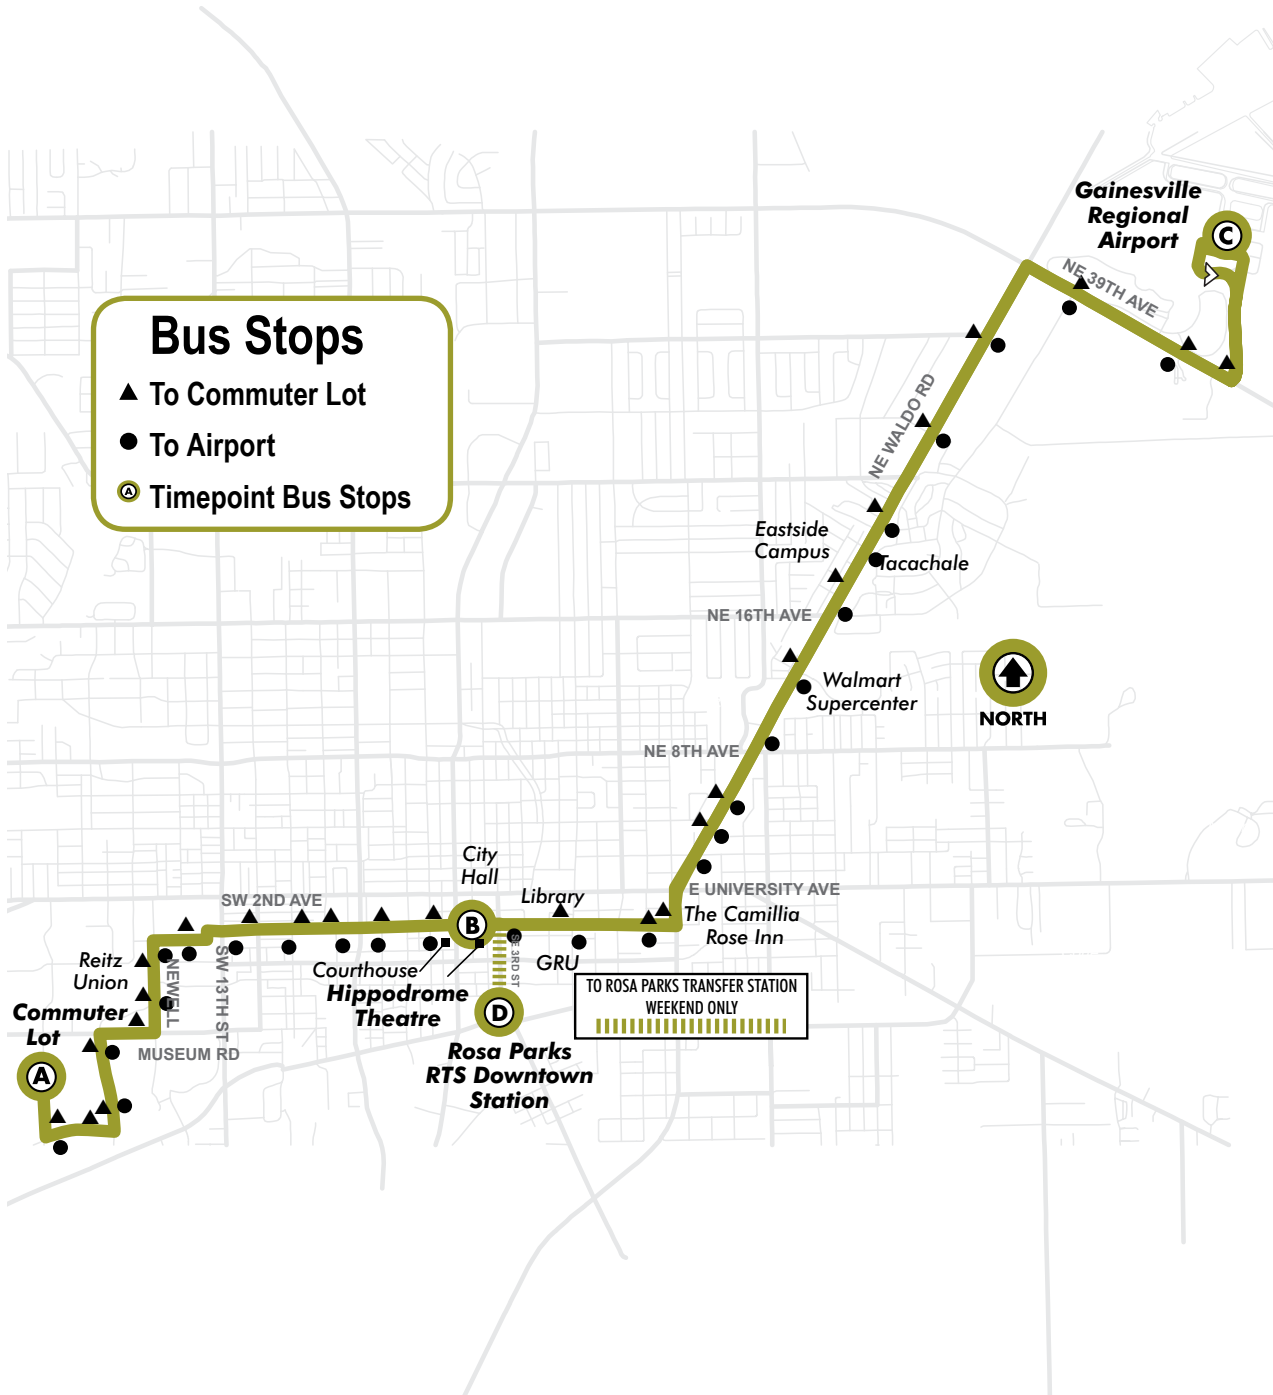 Gainesville
Regional
Airport
C
NE 39TH AVE
Bus Stops
To Commuter Lot
To Airport
A
Timepoint Bus Stops
NE WALDO RD
Eastside
Campus
Tacachale
NE 16TH AVE
Walmart
Supercenter
NORTH
NE 8TH AVE
City
Hall
E UNIVERSITY AVE
SW 2ND AVE
Library
The Camillia
Rose Inn
B
Reitz
Union
NEWELL
SW 13TH ST
Courthouse
SE 3RD ST
GRU
Hippodrome
Theatre
TO ROSA PARKS TRANSFER STATION
WEEKEND ONLY
Commuter
Lot
D
MUSEUM RD
A
Rosa Parks
RTS Downtown
Station